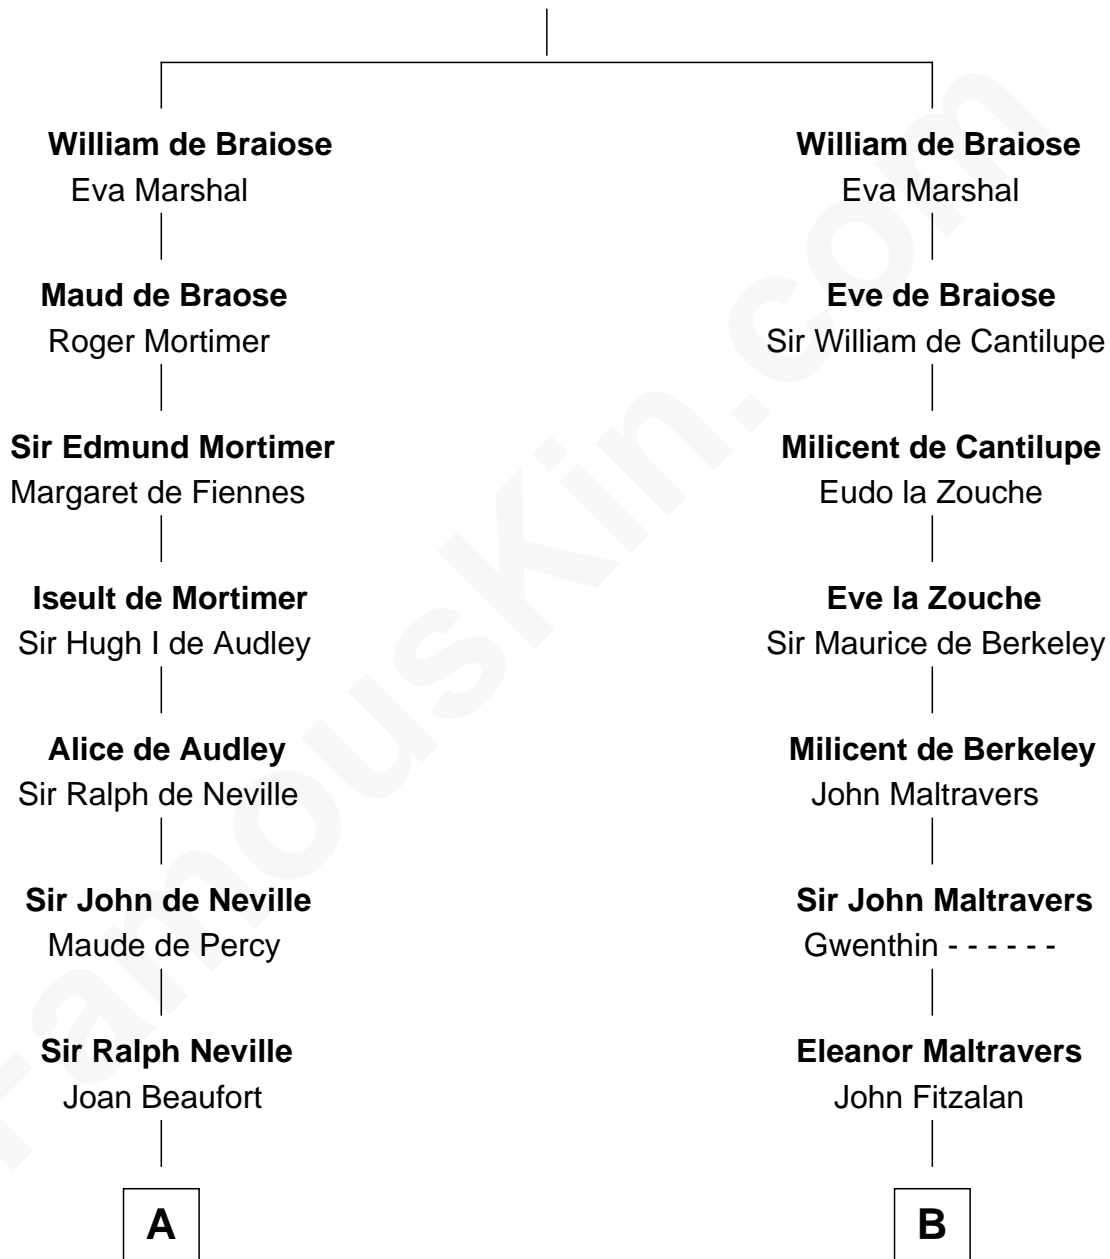 William de Braiose
Eva Marshal
Maud de Braose
Roger Mortimer
Sir Edmund Mortimer
Margaret de Fiennes
Iseult de Mortimer
Sir Hugh I de Audley
Alice de Audley
Sir Ralph de Neville
Sir John de Neville
Maude de Percy
Sir Ralph Neville
Joan Beaufort
A
William de Braiose
Eva Marshal
Eve de Braiose
Sir William de Cantilupe
Milicent de Cantilupe
Eudo la Zouche
Eve la Zouche
Sir Maurice de Berkeley
Milicent de Berkeley
John Maltravers
Sir John Maltravers
Gwenthin - - - - - -
Eleanor Maltravers
John Fitzalan
B
FamousKin.com